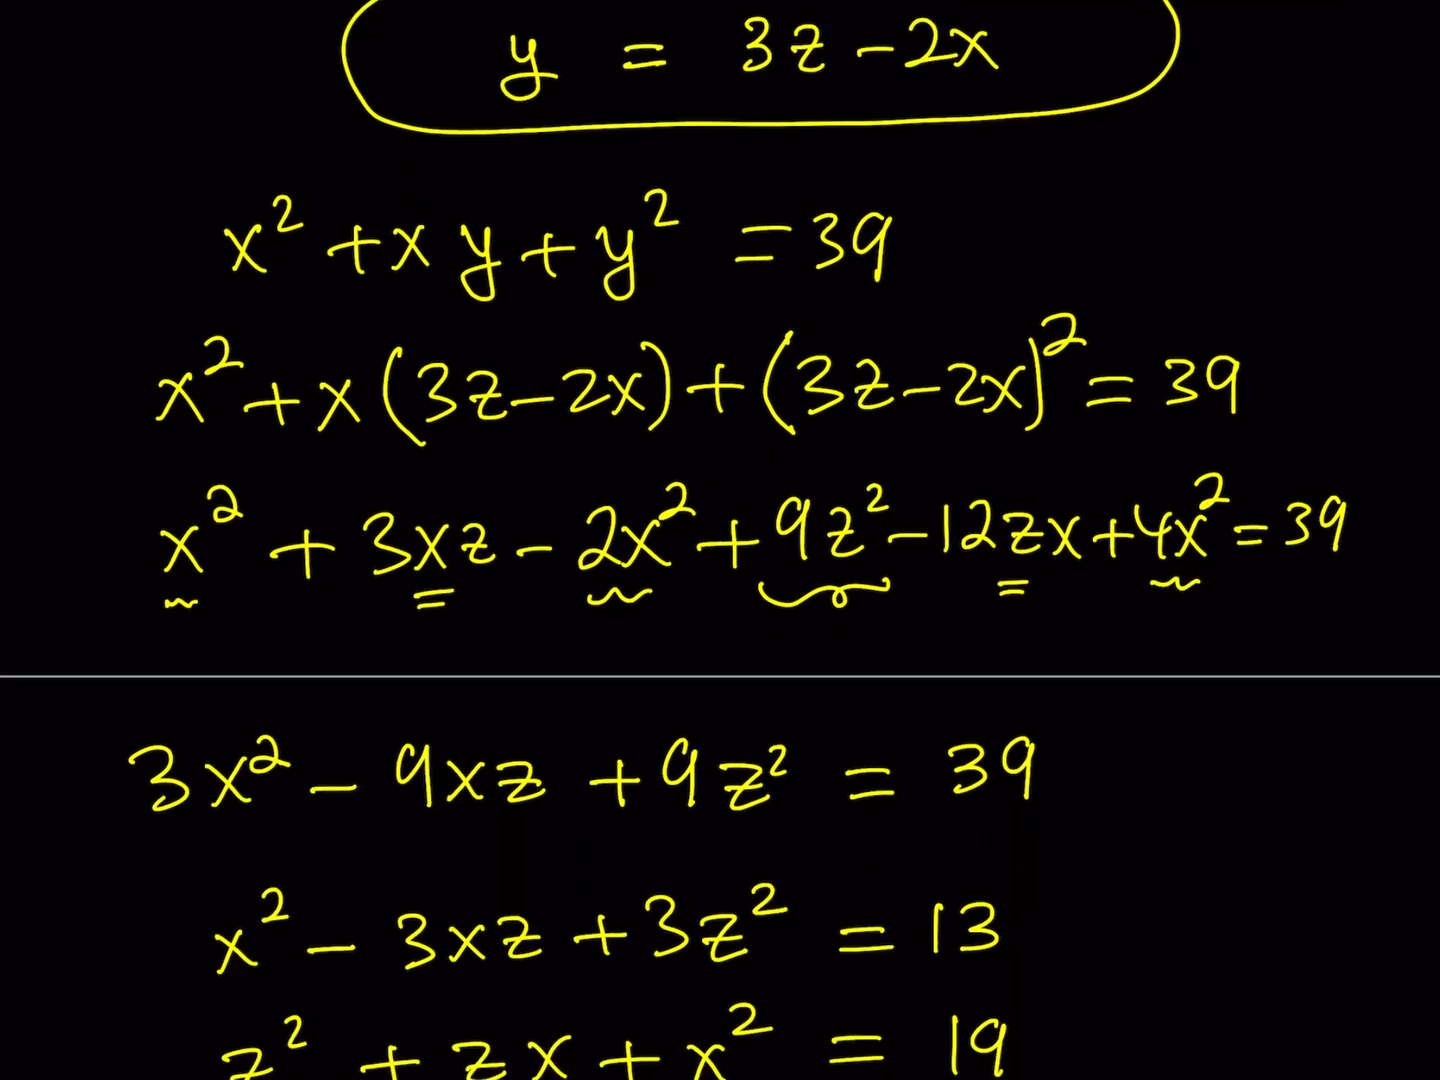 y = 3z - 2x
x² + xy + y² = 39
x² + x(3z - 2x) + (3z - 2x)² = 39
x² + 3xz - 2x² + 9z² - 12zx + 4x² = 39
3x² - 9xz + 9z² = 39
x² - 3xz + 3z² = 13
z² + zx + x² = 19